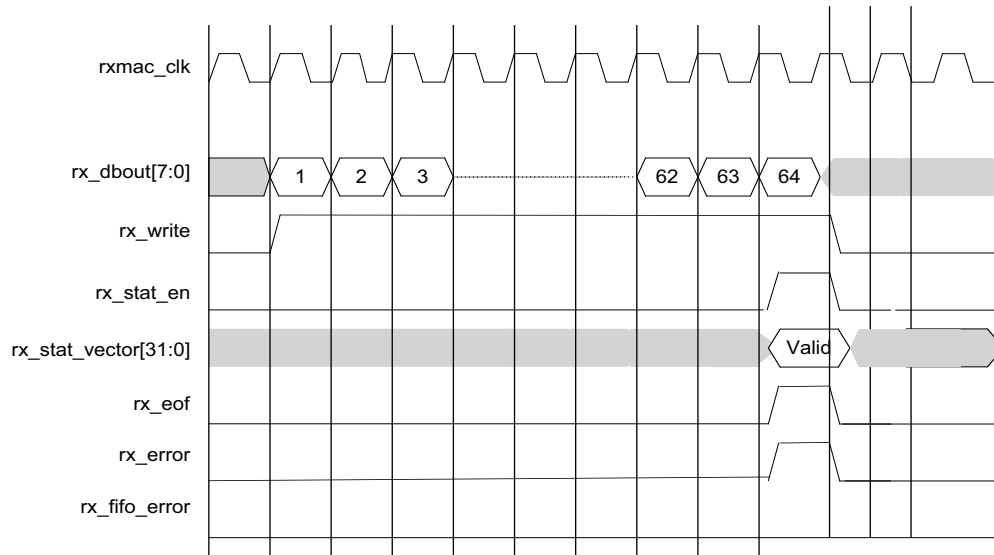 rxmac_clk
rx_dbout[7:0] 1 2 3 62 63 64
rx_write
rx_stat_en
rx_stat_vector[31:0] Valid
rx_eof
rx_error
rx_fifo_error